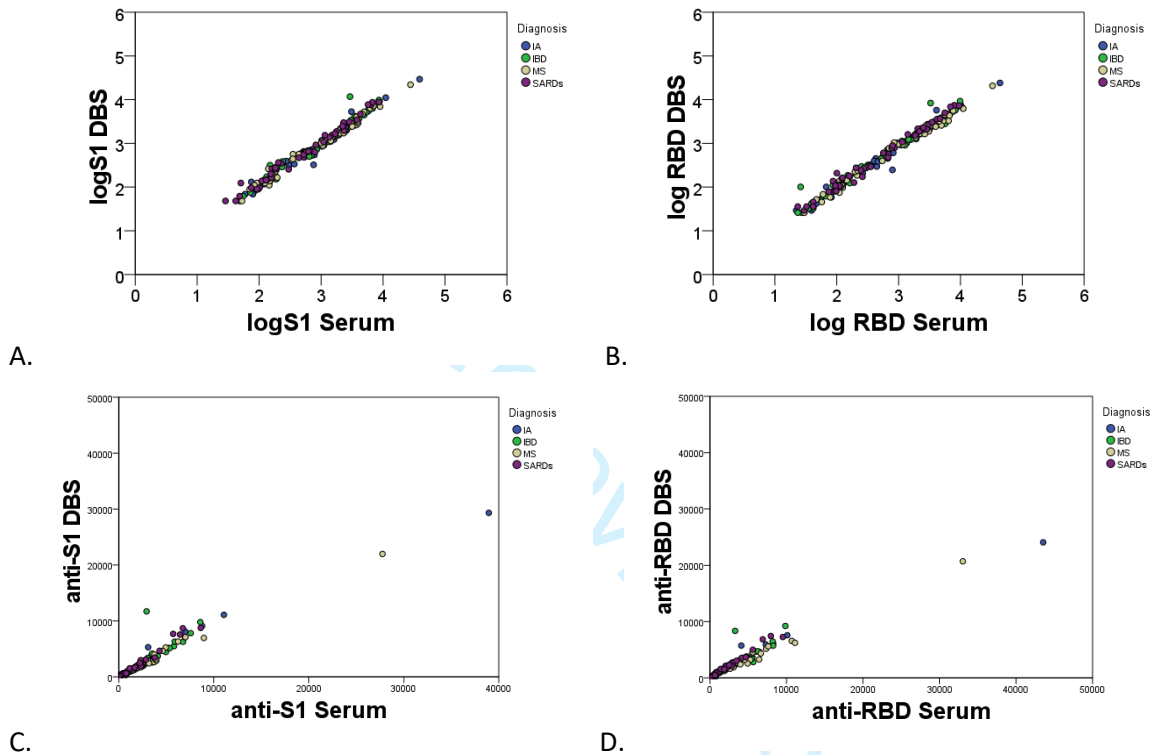 6
5
4
3
2
1
0
logS1 DBS
0 1 2 3 4 5 6
logS1 Serum
Diagnosis
IA
IBD
MS
SARDs
A.
6
5
4
3
2
1
0
log RBD DBS
0 1 2 3 4 5 6
log RBD Serum
Diagnosis
IA
IBD
MS
SARDs
B.
50000
40000
30000
20000
10000
0
anti-S1 DBS
0 10000 20000 30000 40000
anti-S1 Serum
Diagnosis
IA
IBD
MS
SARDs
C.
50000
40000
30000
20000
10000
0
anti-RBD DBS
0 10000 20000 30000 40000 50000
anti-RBD Serum
Diagnosis
IA
IBD
MS
SARDs
D.